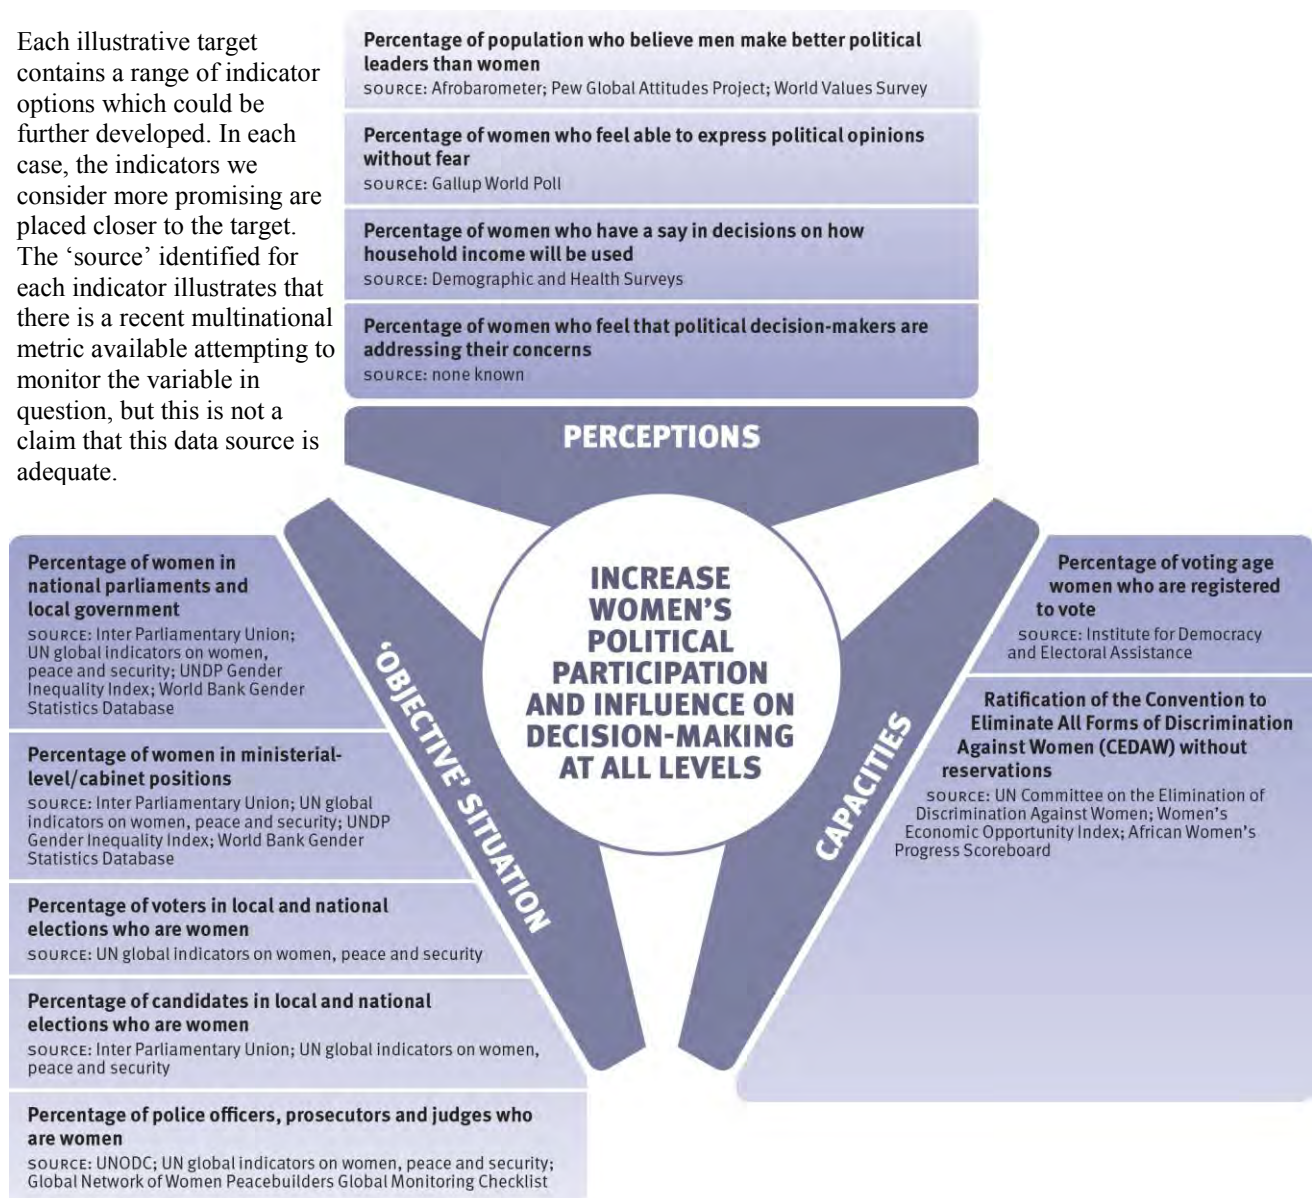 Each illustrative target
contains a range of indicator
options which could be
further developed. In each
case, the indicators we
consider more promising are
placed closer to the target.
The ‘source’ identified for
each indicator illustrates that
there is a recent multinational
metric available attempting to
monitor the variable in
question, but this is not a
claim that this data source is
adequate.
Percentage of population who believe men make better political
leaders than women
SOURCE: Afrobarometer; Pew Global Attitudes Project; World Values Survey
Percentage of women who feel able to express political opinions
without fear
SOURCE: Gallup World Poll
Percentage of women who have a say in decisions on how
household income will be used
SOURCE: Demographic and Health Surveys
Percentage of women who feel that political decision-makers are
addressing their concerns
SOURCE: none known
PERCEPTIONS
INCREASE
WOMEN’S
POLITICAL
PARTICIPATION
AND INFLUENCE ON
DECISION-MAKING
AT ALL LEVELS
‘OBJECTIVE’ SITUATION
Percentage of women in
national parliaments and
local government
SOURCE: Inter Parliamentary Union;
UN global indicators on women,
peace and security; UNDP Gender
Inequality Index; World Bank Gender
Statistics Database
Percentage of women in ministerial-
level/cabinet positions
SOURCE: Inter Parliamentary Union; UN global
indicators on women, peace and security; UNDP
Gender Inequality Index; World Bank Gender
Statistics Database
Percentage of voters in local and national
elections who are women
SOURCE: UN global indicators on women, peace and security
Percentage of candidates in local and national
elections who are women
SOURCE: Inter Parliamentary Union; UN global indicators on women,
peace and security
Percentage of police officers, prosecutors and judges who
are women
SOURCE: UNODC; UN global indicators on women, peace and security;
Global Network of Women Peacebuilders Global Monitoring Checklist
CAPACITIES
Percentage of voting age
women who are registered
to vote
SOURCE: Institute for Democracy
and Electoral Assistance
Ratification of the Convention to
Eliminate All Forms of Discrimination
Against Women (CEDAW) without
reservations
SOURCE: UN Committee on the Elimination of
Discrimination Against Women; Women’s
Economic Opportunity Index; African Women’s
Progress Scoreboard